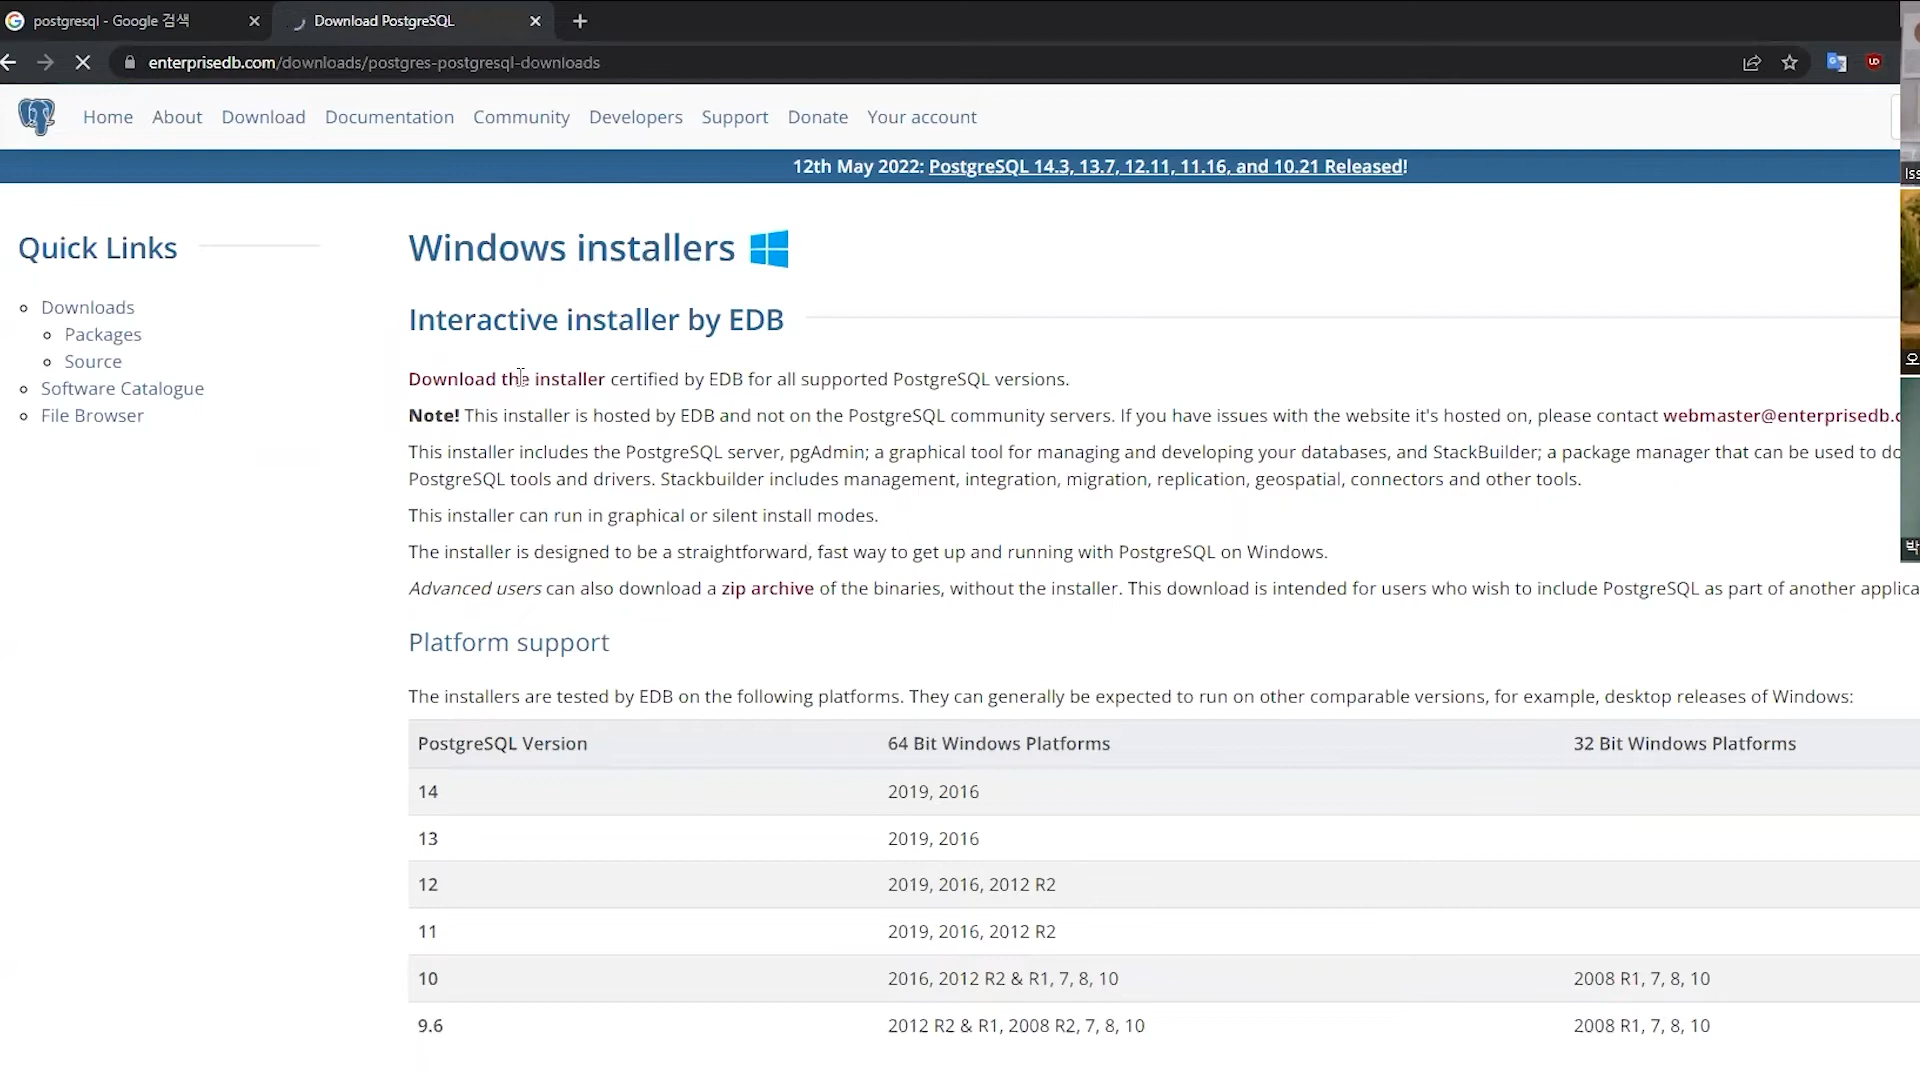 postgresql - Google 검색
Download PostgreSQL
enterprisedb.com/downloads/postgres-postgresql-downloads
Home About Download Documentation Community Developers Support Donate Your account
12th May 2022: PostgreSQL 14.3, 13.7, 12.11, 11.16, and 10.21 Released!
Iss
오
박
Quick Links
Downloads
Packages
Source
Software Catalogue
File Browser
Windows installers
Interactive installer by EDB
Download the installer certified by EDB for all supported PostgreSQL versions.
Note! This installer is hosted by EDB and not on the PostgreSQL community servers. If you have issues with the website it's hosted on, please contact webmaster@enterprisedb.c
This installer includes the PostgreSQL server, pgAdmin; a graphical tool for managing and developing your databases, and StackBuilder; a package manager that can be used to do
PostgreSQL tools and drivers. Stackbuilder includes management, integration, migration, replication, geospatial, connectors and other tools.
This installer can run in graphical or silent install modes.
The installer is designed to be a straightforward, fast way to get up and running with PostgreSQL on Windows.
Advanced users can also download a zip archive of the binaries, without the installer. This download is intended for users who wish to include PostgreSQL as part of another applica
Platform support
The installers are tested by EDB on the following platforms. They can generally be expected to run on other comparable versions, for example, desktop releases of Windows:
PostgreSQL Version 64 Bit Windows Platforms 32 Bit Windows Platforms
14 2019, 2016
13 2019, 2016
12 2019, 2016, 2012 R2
11 2019, 2016, 2012 R2
10 2016, 2012 R2 & R1, 7, 8, 10 2008 R1, 7, 8, 10
9.6 2012 R2 & R1, 2008 R2, 7, 8, 10 2008 R1, 7, 8, 10